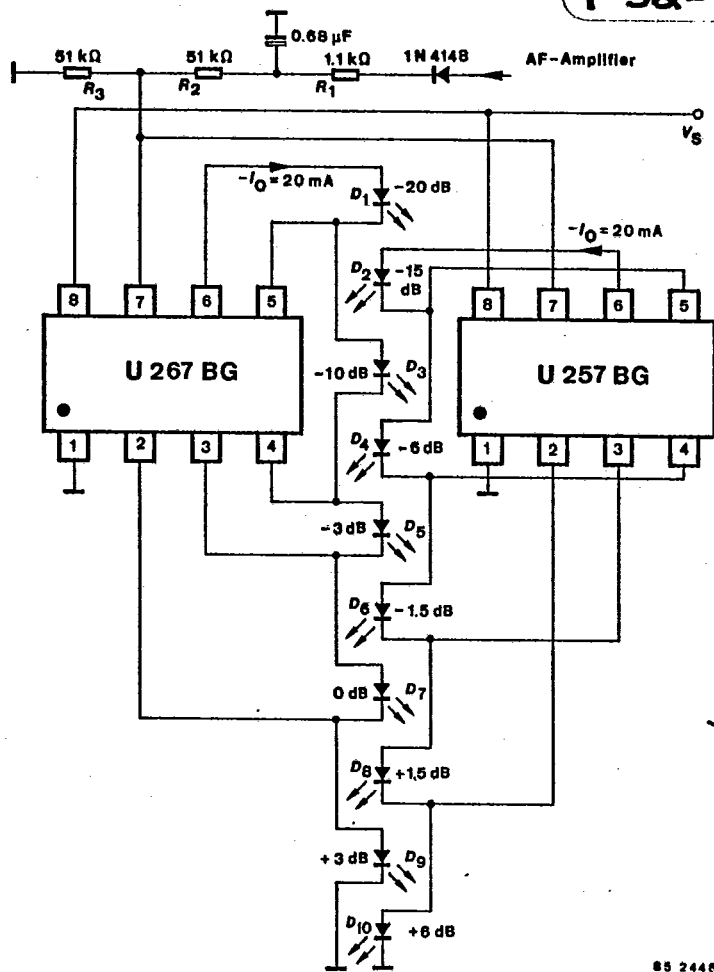 0.68 µF
51 kΩ
51 kΩ
1.1 kΩ
1N 4148
AF-Amplifier
R3
R2
R1
VS
-IO = 20 mA
D1
-20 dB
-IO = 20 mA
D2
-15
dB
8
7
6
5
8
7
6
5
U 267 BG
-10 dB
D3
U 257 BG
D4
-6 dB
1
2
3
4
1
2
3
4
-3 dB
D5
D6
-1.5 dB
0 dB
D7
D8
+1,5 dB
+3 dB
D9
D10
+6 dB
85 2448